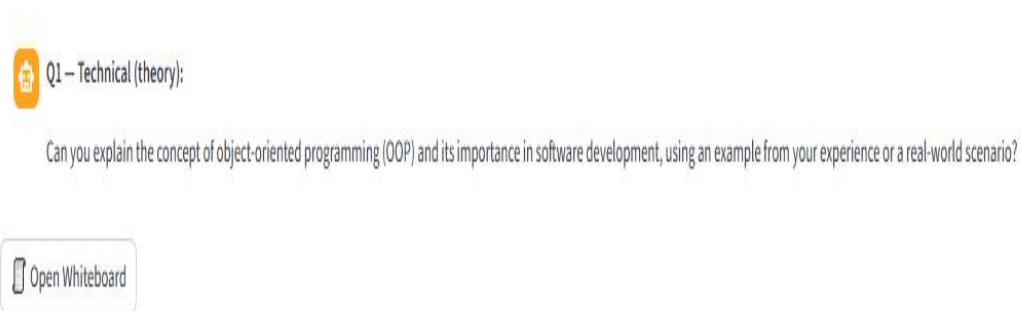 Q1 – Technical (theory):
Can you explain the concept of object-oriented programming (OOP) and its importance in software development, using an example from your experience or a real-world scenario?
Open Whiteboard